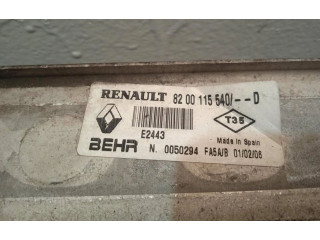 RENAULT 82 00 115 540/--D
T35
E2443
Made in Spain
BEHR N. 0050294 FA5A/B 01/02/06